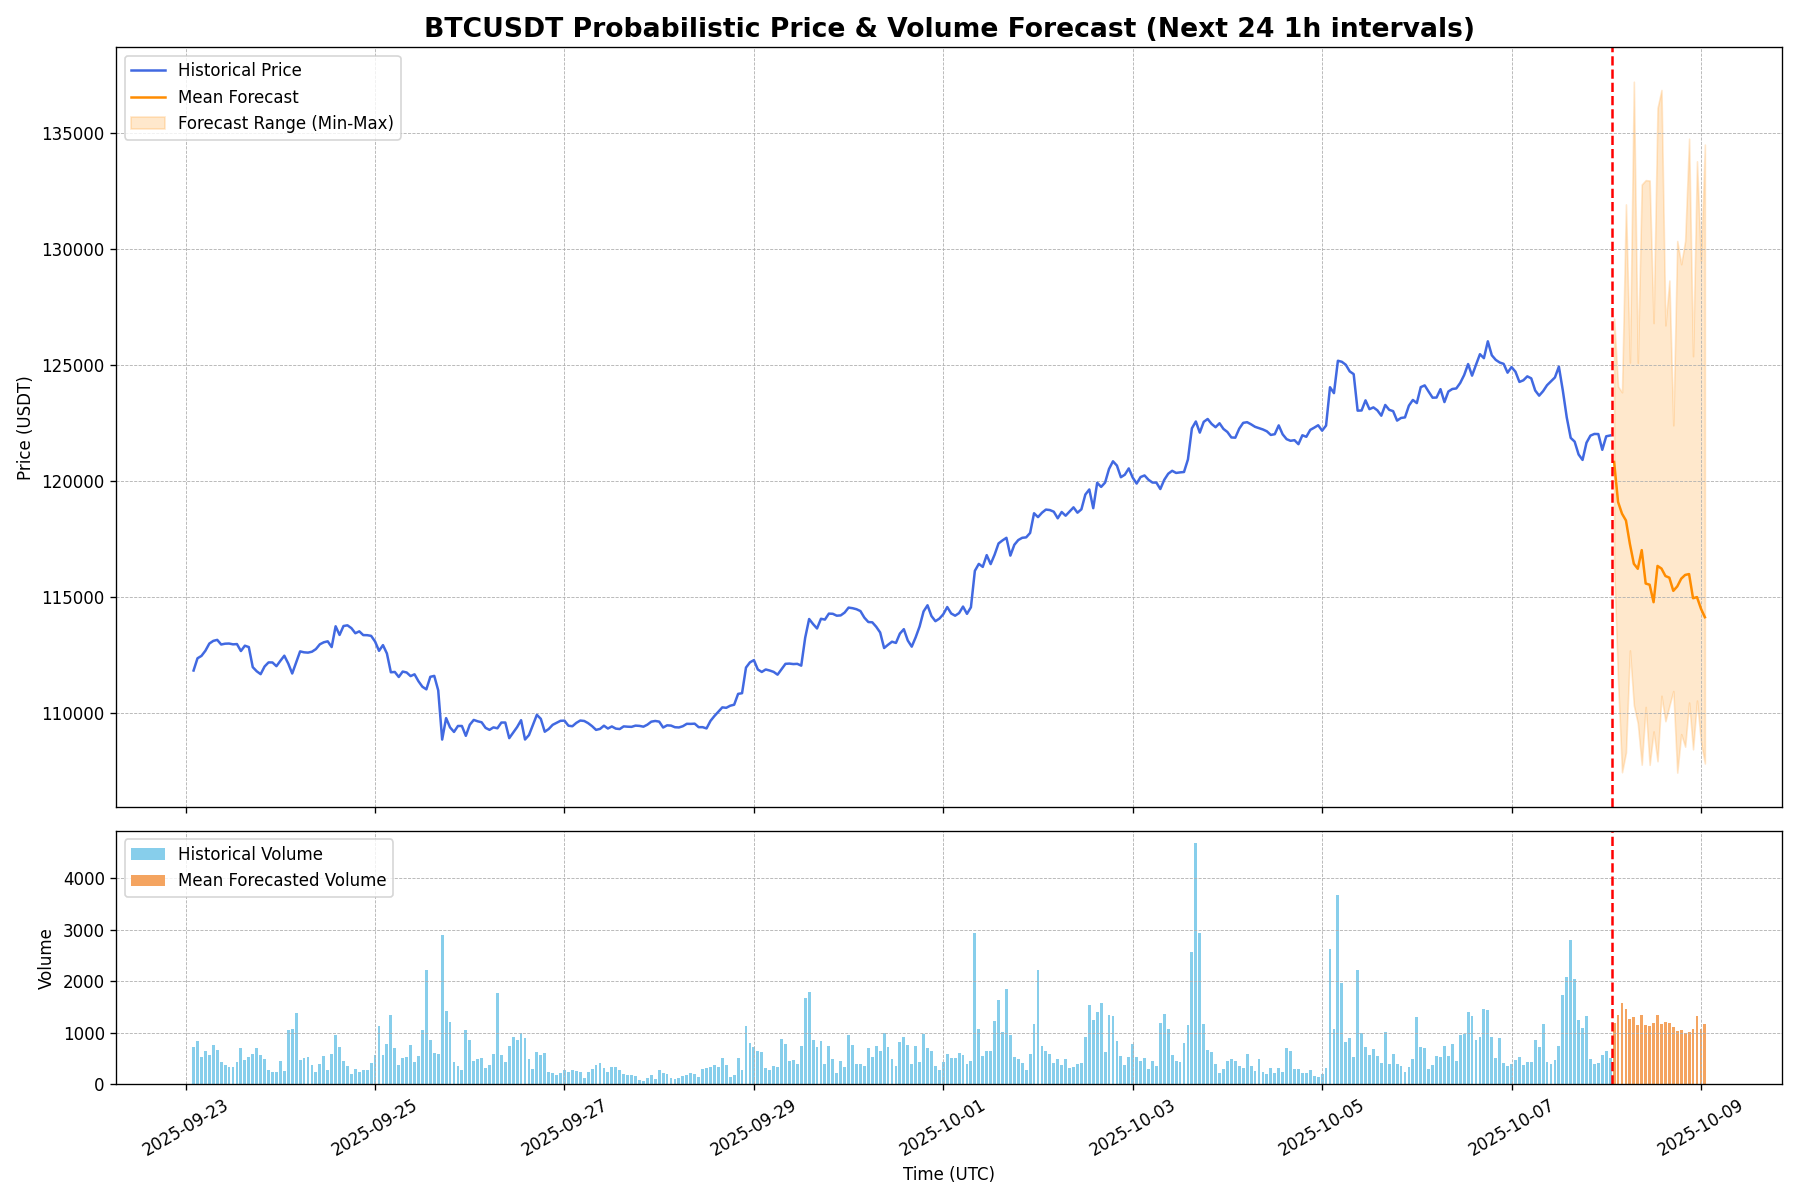 BTCUSDT Probabilistic Price & Volume Forecast (Next 24 1h intervals)
Historical Price
Mean Forecast
Forecast Range (Min-Max)
135000
130000
125000
120000
115000
110000
Price (USDT)
Historical Volume
Mean Forecasted Volume
4000
3000
2000
1000
0
Volume
2025-09-23
2025-09-25
2025-09-27
2025-09-29
2025-10-01
2025-10-03
2025-10-05
2025-10-07
2025-10-09
Time (UTC)